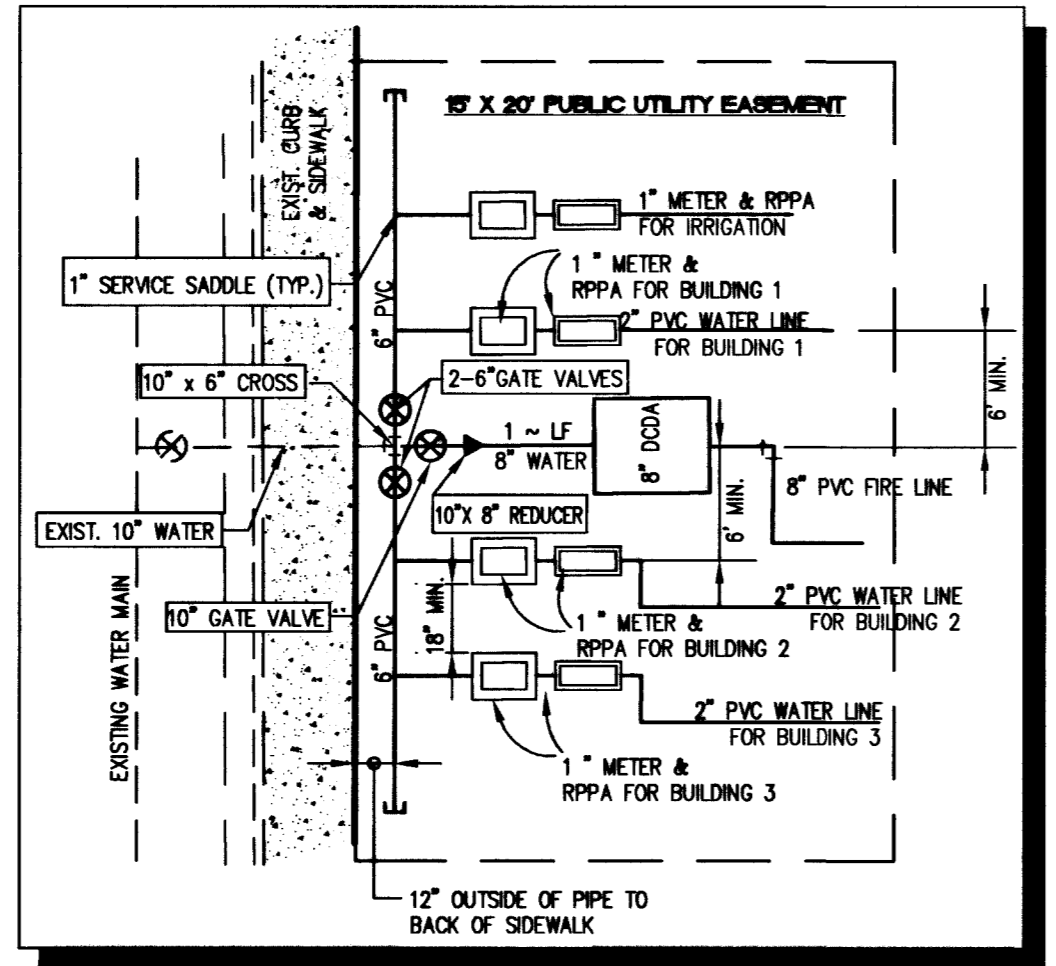 15' X 20' PUBLIC UTILITY EASEMENT
EXIST. CURB
& SIDEWALK
1" METER & RPPA
FOR IRRIGATION
1" SERVICE SADDLE (TYP.)
6" PVC
1 " METER &
RPPA FOR BUILDING 1
2" PVC WATER LINE
FOR BUILDING 1
10" x 6" CROSS
2-6"GATE VALVES
6' MIN.
1 ~ LF
8" WATER
8" DCDA
8" PVC FIRE LINE
10"X 8" REDUCER
6' MIN.
EXIST. 10" WATER
10" GATE VALVE
EXISTING WATER MAIN
6" PVC
18" MIN.
1 " METER &
RPPA FOR BUILDING 2
2" PVC WATER LINE
FOR BUILDING 2
2" PVC WATER LINE
FOR BUILDING 3
1 " METER &
RPPA FOR BUILDING 3
12" OUTSIDE OF PIPE TO
BACK OF SIDEWALK